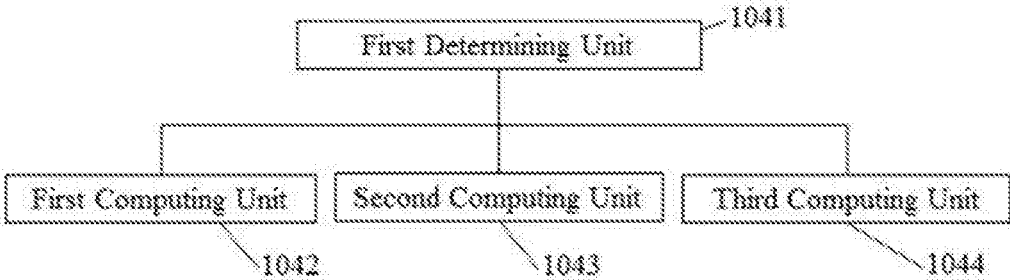 1041
First Determining Unit
First Computing Unit
Second Computing Unit
Third Computing Unit
1042
1043
1044